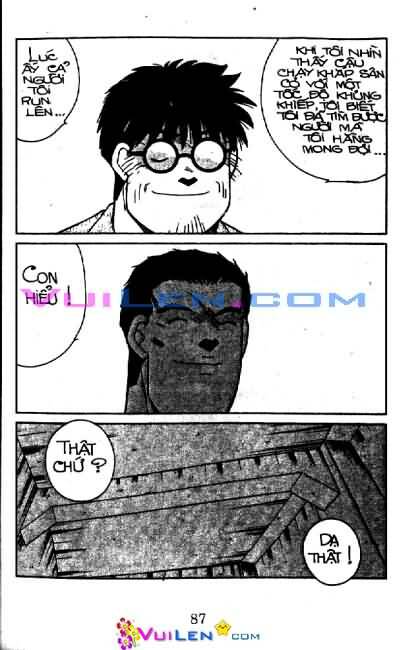 KHI TÔI NHÌN
THẤY CẬU
CHẠY KHẮP SÂN
CỎ VỚI MỘT
TỐC ĐỘ KHỦNG
KHIẾP, TÔI BIẾT
TÔI ĐÃ TÌM ĐƯỢC
NGƯỜI MÀ
TÔI HẰNG
MONG ĐỢI...
LÚC
ẤY CẢ
NGƯỜI
TÔI
RUN
LÊN...
CON
HIỂU!
VUILEN.COM
THẬT
CHỨ?
DẠ
THẬT!
87
VUILEN
.COM